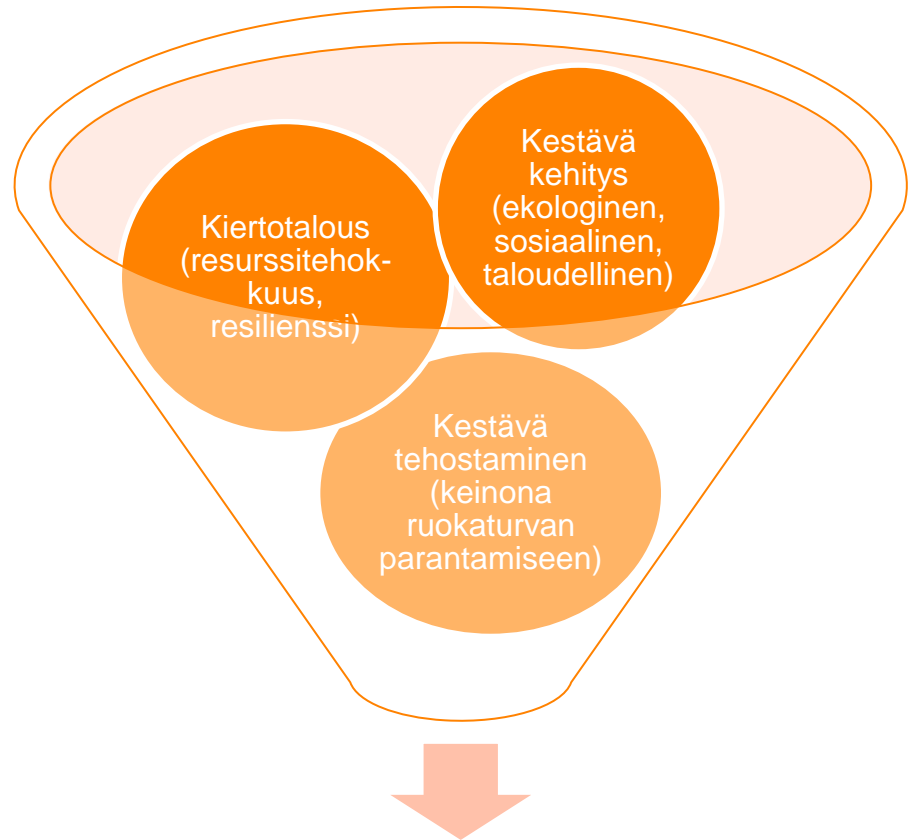 Kestävä
kehitys
(ekologinen,
sosiaalinen,
taloudellinen)
Kiertotalous
(resurssitehok-
kuus,
resilienssi)
Kestävä
tehostaminen
(keinona
ruokaturvan
parantamiseen)